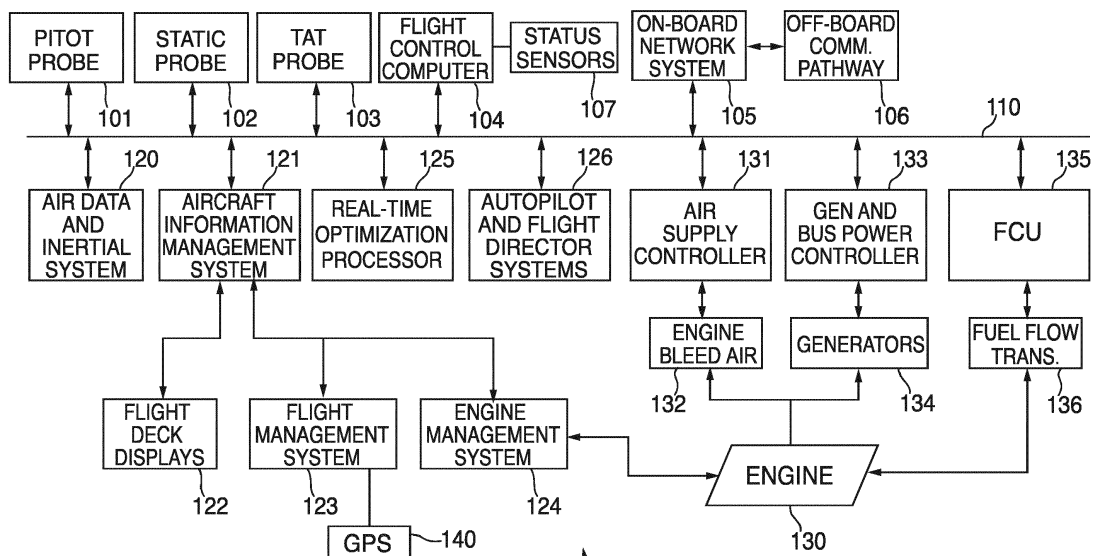 PITOT
PROBE
STATIC
PROBE
TAT
PROBE
FLIGHT
CONTROL
COMPUTER
STATUS
SENSORS
ON-BOARD
NETWORK
SYSTEM
OFF-BOARD
COMM.
PATHWAY
101
102
103
104
107
105
106
110
120
121
125
126
131
133
135
AIR DATA
AND
INERTIAL
SYSTEM
AIRCRAFT
INFORMATION
MANAGEMENT
SYSTEM
REAL-TIME
OPTIMIZATION
PROCESSOR
AUTOPILOT
AND FLIGHT
DIRECTOR
SYSTEMS
AIR
SUPPLY
CONTROLLER
GEN AND
BUS POWER
CONTROLLER
FCU
ENGINE
BLEED AIR
GENERATORS
FUEL FLOW
TRANS.
132
134
136
FLIGHT
DECK
DISPLAYS
FLIGHT
MANAGEMENT
SYSTEM
ENGINE
MANAGEMENT
SYSTEM
ENGINE
122
123
124
130
GPS
140